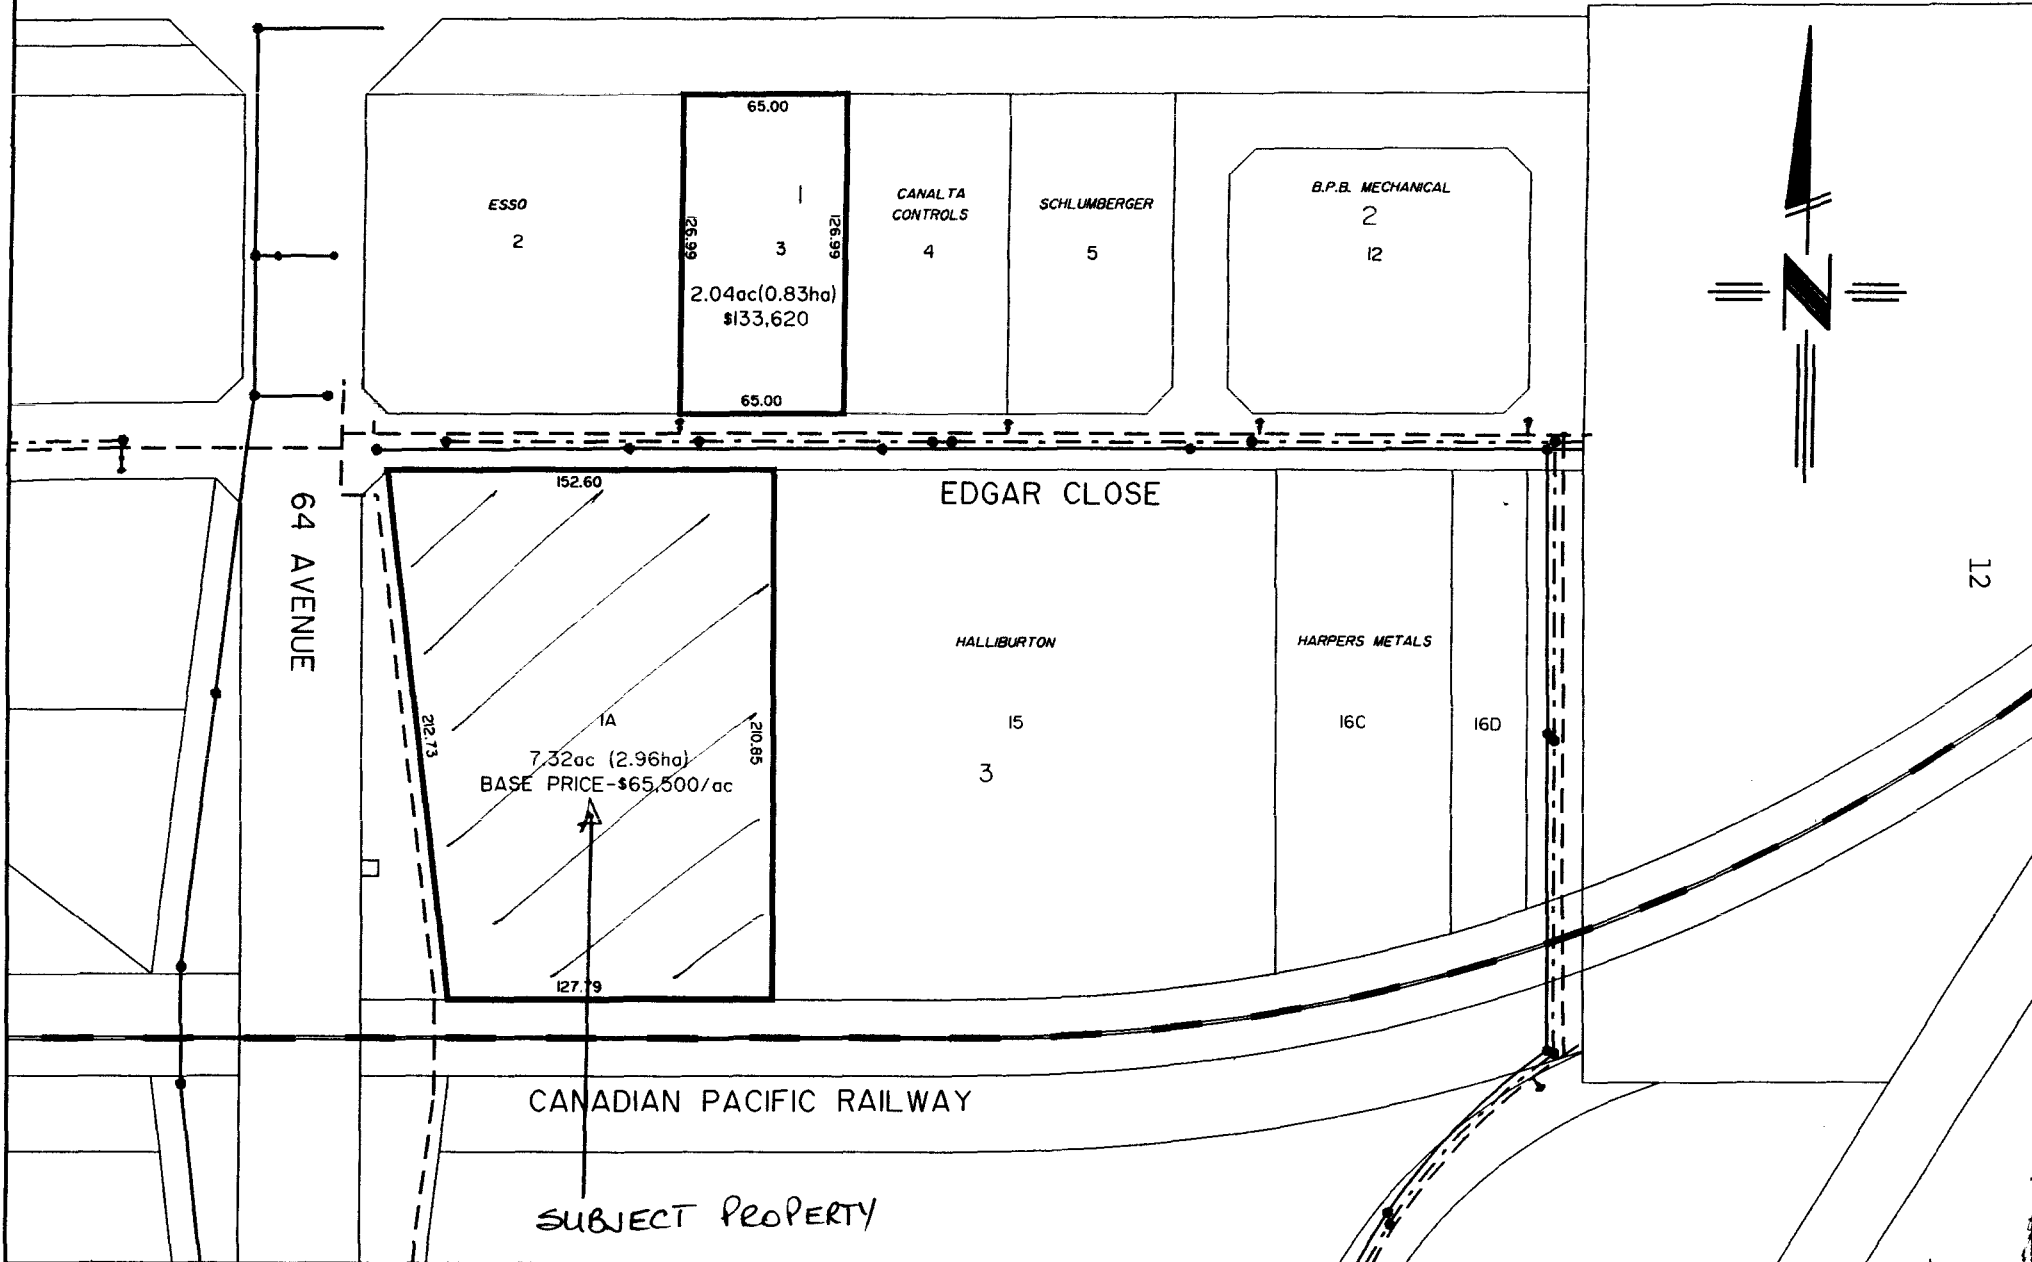 65.00
ESSO
2
126.99
1
3
126.99
2.04ac(0.83ha)
$133,620
65.00
CANALTA
CONTROLS
4
SCHLUMBERGER
5
B.P.B. MECHANICAL
2
12
N
64 AVENUE
152.60
EDGAR CLOSE
12
212.73
1A
7.32ac (2.96ha)
BASE PRICE-$65,500/ac
210.85
127.79
HALLIBURTON
15
3
HARPERS METALS
16C
16D
CANADIAN PACIFIC RAILWAY
SUBJECT PROPERTY